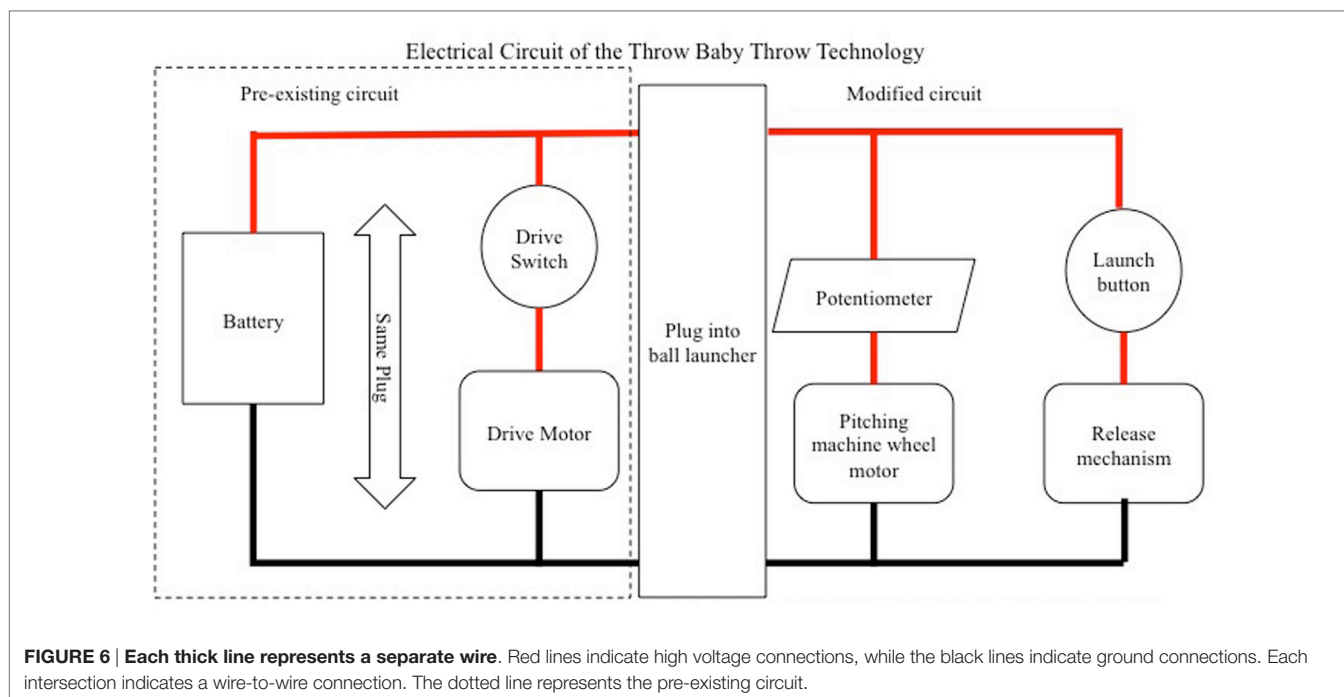 Electrical Circuit of the Throw Baby Throw Technology
Pre-existing circuit
Modified circuit
Battery
Same Plug
Drive
Switch
Drive Motor
Plug into
ball launcher
Potentiometer
Pitching
machine wheel
motor
Launch
button
Release
mechanism
FIGURE 6 | Each thick line represents a separate wire. Red lines indicate high voltage connections, while the black lines indicate ground connections. Each
intersection indicates a wire-to-wire connection. The dotted line represents the pre-existing circuit.